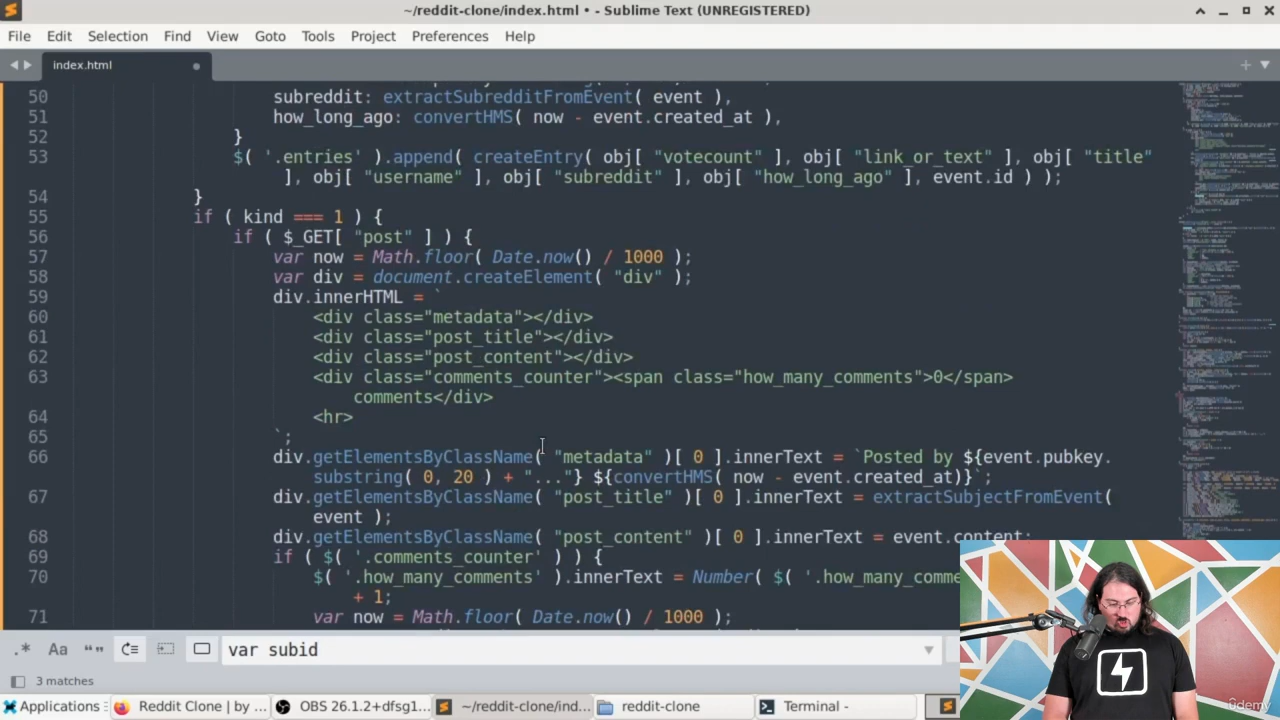 ~/reddit-clone/index.html • - Sublime Text (UNREGISTERED)
File Edit Selection Find View Goto Tools Project Preferences Help
index.html
50 subreddit: extractSubredditFromEvent( event ),
51 how_long_ago: convertHMS( now - event.created_at ),
52 }
53 $( '.entries' ).append( createEntry( obj[ "votecount" ], obj[ "link_or_text" ], obj[ "title"
], obj[ "username" ], obj[ "subreddit" ], obj[ "how_long_ago" ], event.id ) );
54 }
55 if ( kind === 1 ) {
56 if ( $_GET[ "post" ] ) {
57 var now = Math.floor( Date.now() / 1000 );
58 var div = document.createElement( "div" );
59 div.innerHTML = `
60 <div class="metadata"></div>
61 <div class="post_title"></div>
62 <div class="post_content"></div>
63 <div class="comments_counter"><span class="how_many_comments">0</span>
comments</div>
64 <hr>
65 `;
66 div.getElementsByClassName( "metadata" )[ 0 ].innerText = `Posted by ${event.pubkey.
substring( 0, 20 ) + "..."} ${convertHMS( now - event.created_at)}`;
67 div.getElementsByClassName( "post_title" )[ 0 ].innerText = extractSubjectFromEvent(
event );
68 div.getElementsByClassName( "post_content" )[ 0 ].innerText = event.content;
69 if ( $( '.comments_counter' ) ) {
70 $( '.how_many_comments' ).innerText = Number( $( '.how_many_comme
+ 1;
71 var now = Math.floor( Date.now() / 1000 );
.* Aa “” var subid
3 matches
Applications Reddit Clone | by ... OBS 26.1.2+dfsg1... ~/reddit-clone/ind... reddit-clone Terminal -
ûdemy